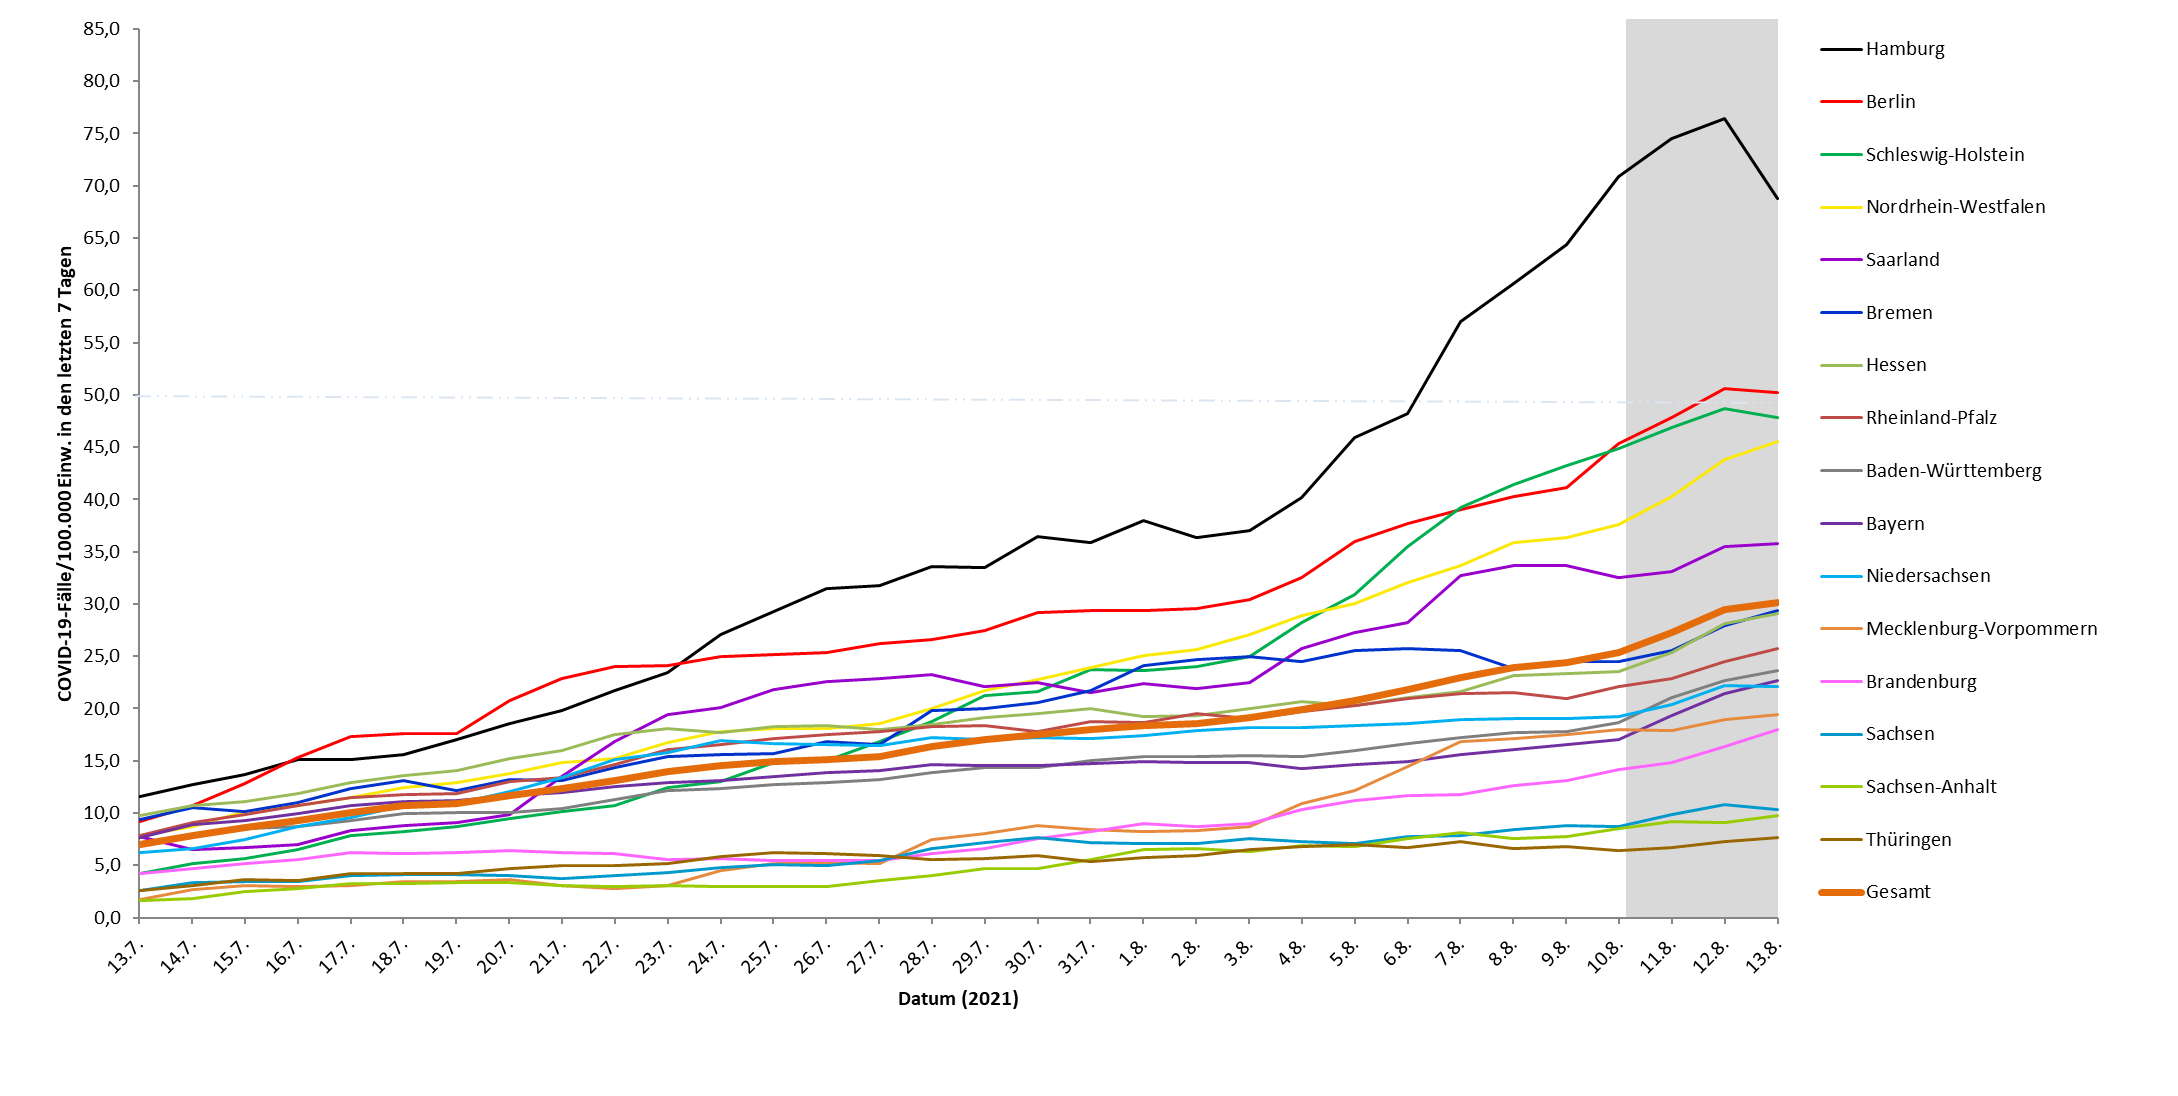 85,0
80,0
75,0
70,0
65,0
60,0
55,0
50,0
45,0
40,0
35,0
30,0
25,0
20,0
15,0
10,0
5,0
0,0
COVID-19-Fälle/100.000 Einw. in den letzten 7 Tagen
13.7. 14.7. 15.7. 16.7. 17.7. 18.7. 19.7. 20.7. 21.7. 22.7. 23.7. 24.7. 25.7. 26.7. 27.7. 28.7. 29.7. 30.7. 31.7. 1.8. 2.8. 3.8. 4.8. 5.8. 6.8. 7.8. 8.8. 9.8. 10.8. 11.8. 12.8. 13.8.
Datum (2021)
Hamburg
Berlin
Schleswig-Holstein
Nordrhein-Westfalen
Saarland
Bremen
Hessen
Rheinland-Pfalz
Baden-Württemberg
Bayern
Niedersachsen
Mecklenburg-Vorpommern
Brandenburg
Sachsen
Sachsen-Anhalt
Thüringen
Gesamt